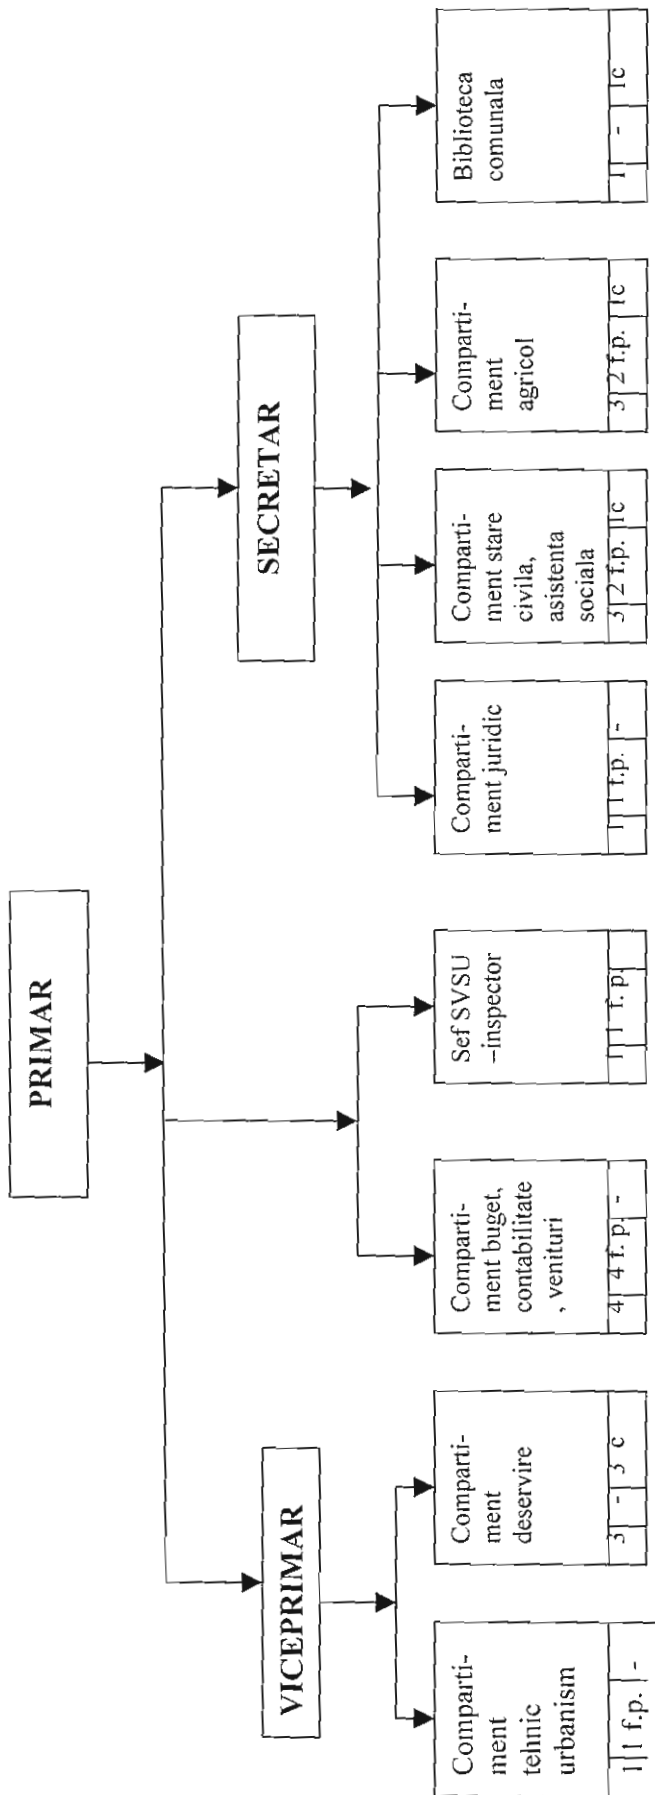 PRIMAR
VICEPRIMAR
SECRETAR
Comparti-
ment
tehnic
urbanism
1 1 f.p. -
Comparti-
ment
deservire
3 - 3 c
Comparti-
ment buget,
contabilitate
, venituri
4 4 f. p. -
Sef SVSU
–inspector
1 1 f. p.
Comparti-
ment juridic
1 1 f.p. -
Comparti-
ment stare
civila,
asistenta
sociala
3 2 f.p. 1c
Comparti-
ment
agricol
3 2 f.p. 1c
Biblioteca
comunala
1 - 1c